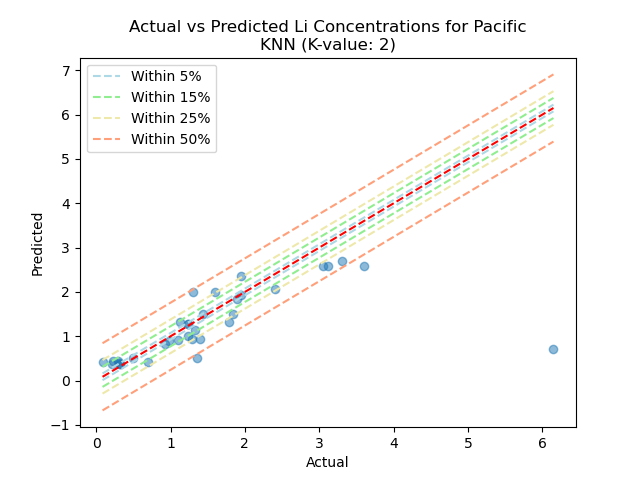 Actual vs Predicted Li Concentrations for Pacific
KNN (K-value: 2)
Within 5%
Within 15%
Within 25%
Within 50%
7
6
5
4
3
2
1
0
−1
Predicted
0 1 2 3 4 5 6
Actual